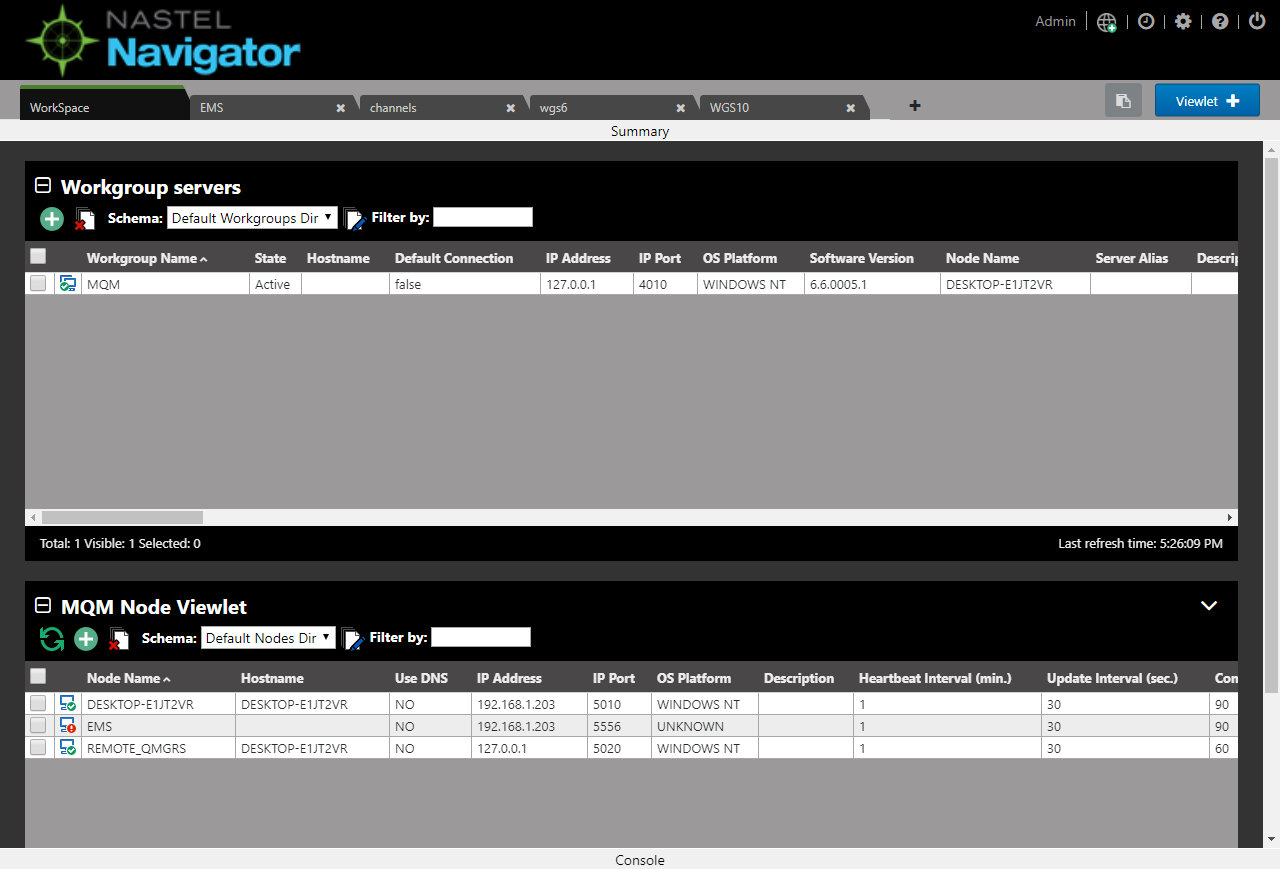 NASTEL
Navigator
Admin
WorkSpace EMS channels wgs6 WGS10 Viewlet
Summary
Workgroup servers
Schema: Default Workgroups Dir Filter by:
Workgroup Name State Hostname Default Connection IP Address IP Port OS Platform Software Version Node Name Server Alias Descrip
MQM Active false 127.0.0.1 4010 WINDOWS NT 6.6.0005.1 DESKTOP-E1JT2VR
Total: 1 Visible: 1 Selected: 0 Last refresh time: 5:26:09 PM
MQM Node Viewlet
Schema: Default Nodes Dir Filter by:
Node Name Hostname Use DNS IP Address IP Port OS Platform Description Heartbeat Interval (min.) Update Interval (sec.) Con
DESKTOP-E1JT2VR DESKTOP-E1JT2VR NO 192.168.1.203 5010 WINDOWS NT 1 30 90
EMS NO 192.168.1.203 5556 UNKNOWN 1 30 90
REMOTE_QMGRS DESKTOP-E1JT2VR NO 127.0.0.1 5020 WINDOWS NT 1 30 60
Console